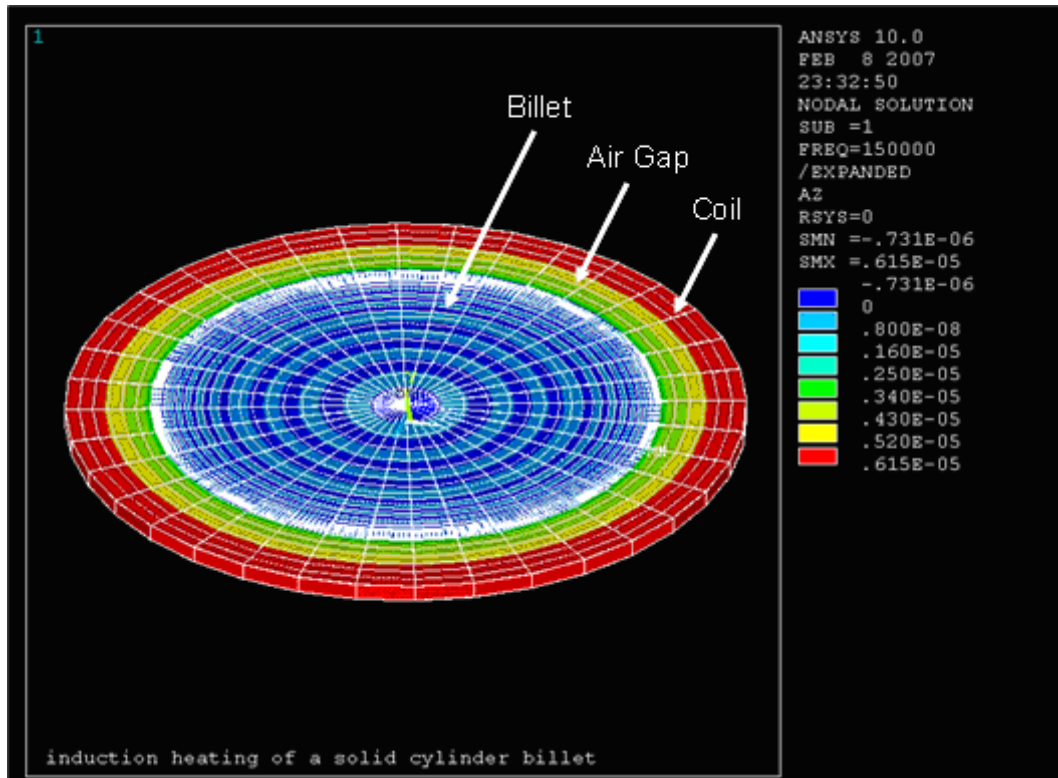 1
ANSYS 10.0
FEB 8 2007
23:32:50
NODAL SOLUTION
SUB =1
FREQ=150000
/EXPANDED
AZ
RSYS=0
SMN =-.731E-06
SMX =.615E-05
-.731E-06
0
.800E-08
.160E-05
.250E-05
.340E-05
.430E-05
.520E-05
.615E-05
Billet
Air Gap
Coil
induction heating of a solid cylinder billet